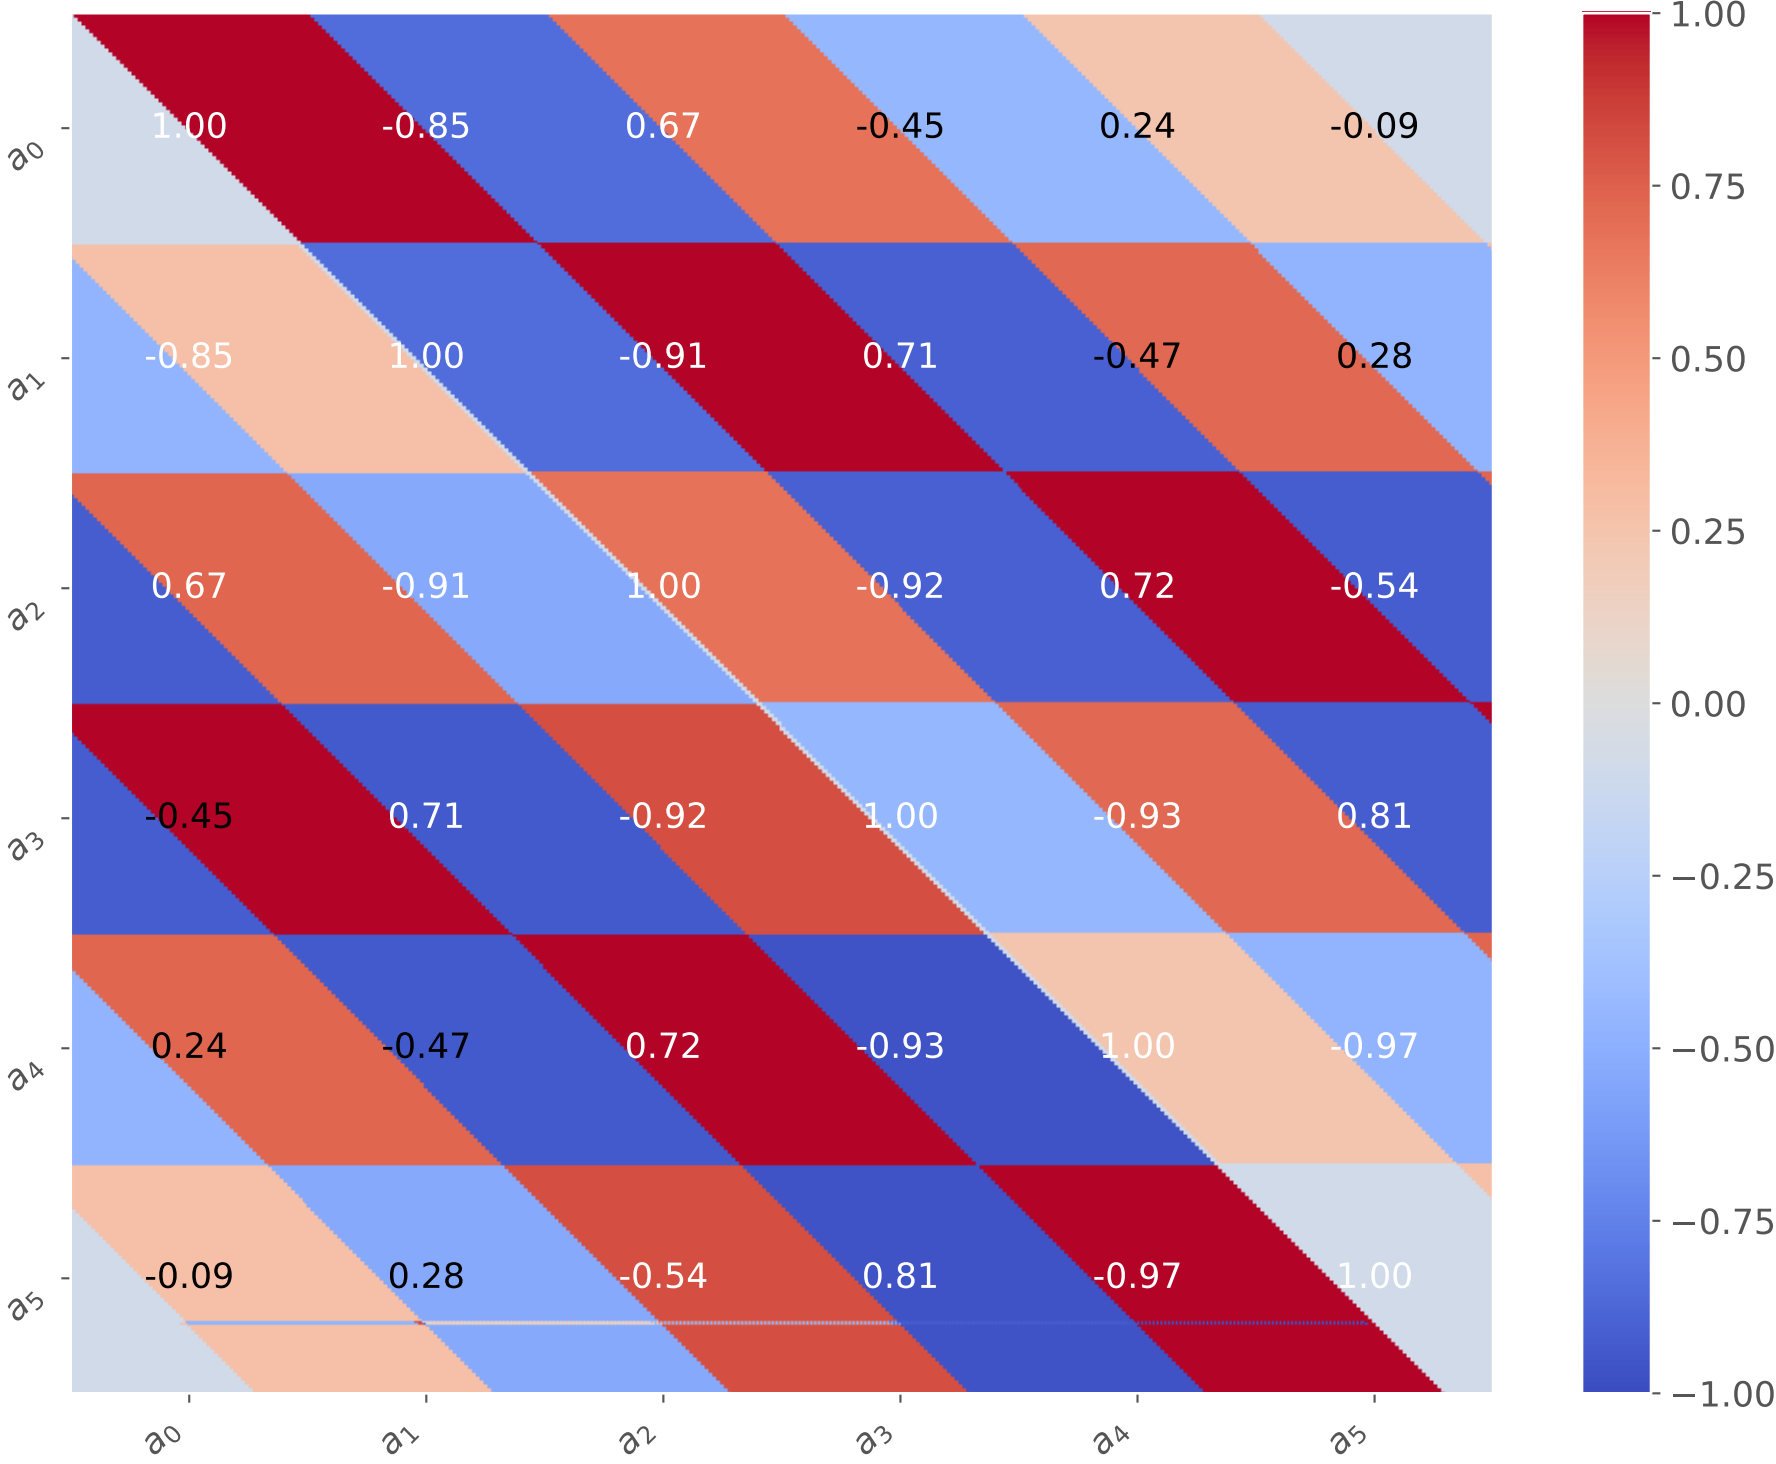 1.00
a₀ 1.00 -0.85 0.67 -0.45 0.24 -0.09
0.75
a₁ -0.85 1.00 -0.91 0.71 -0.47 0.28
0.50
0.25
a₂ 0.67 -0.91 1.00 -0.92 0.72 -0.54
0.00
a₃ -0.45 0.71 -0.92 1.00 -0.93 0.81
−0.25
a₄ 0.24 -0.47 0.72 -0.93 1.00 -0.97
−0.50
−0.75
a₅ -0.09 0.28 -0.54 0.81 -0.97 1.00
−1.00
a₀ a₁ a₂ a₃ a₄ a₅